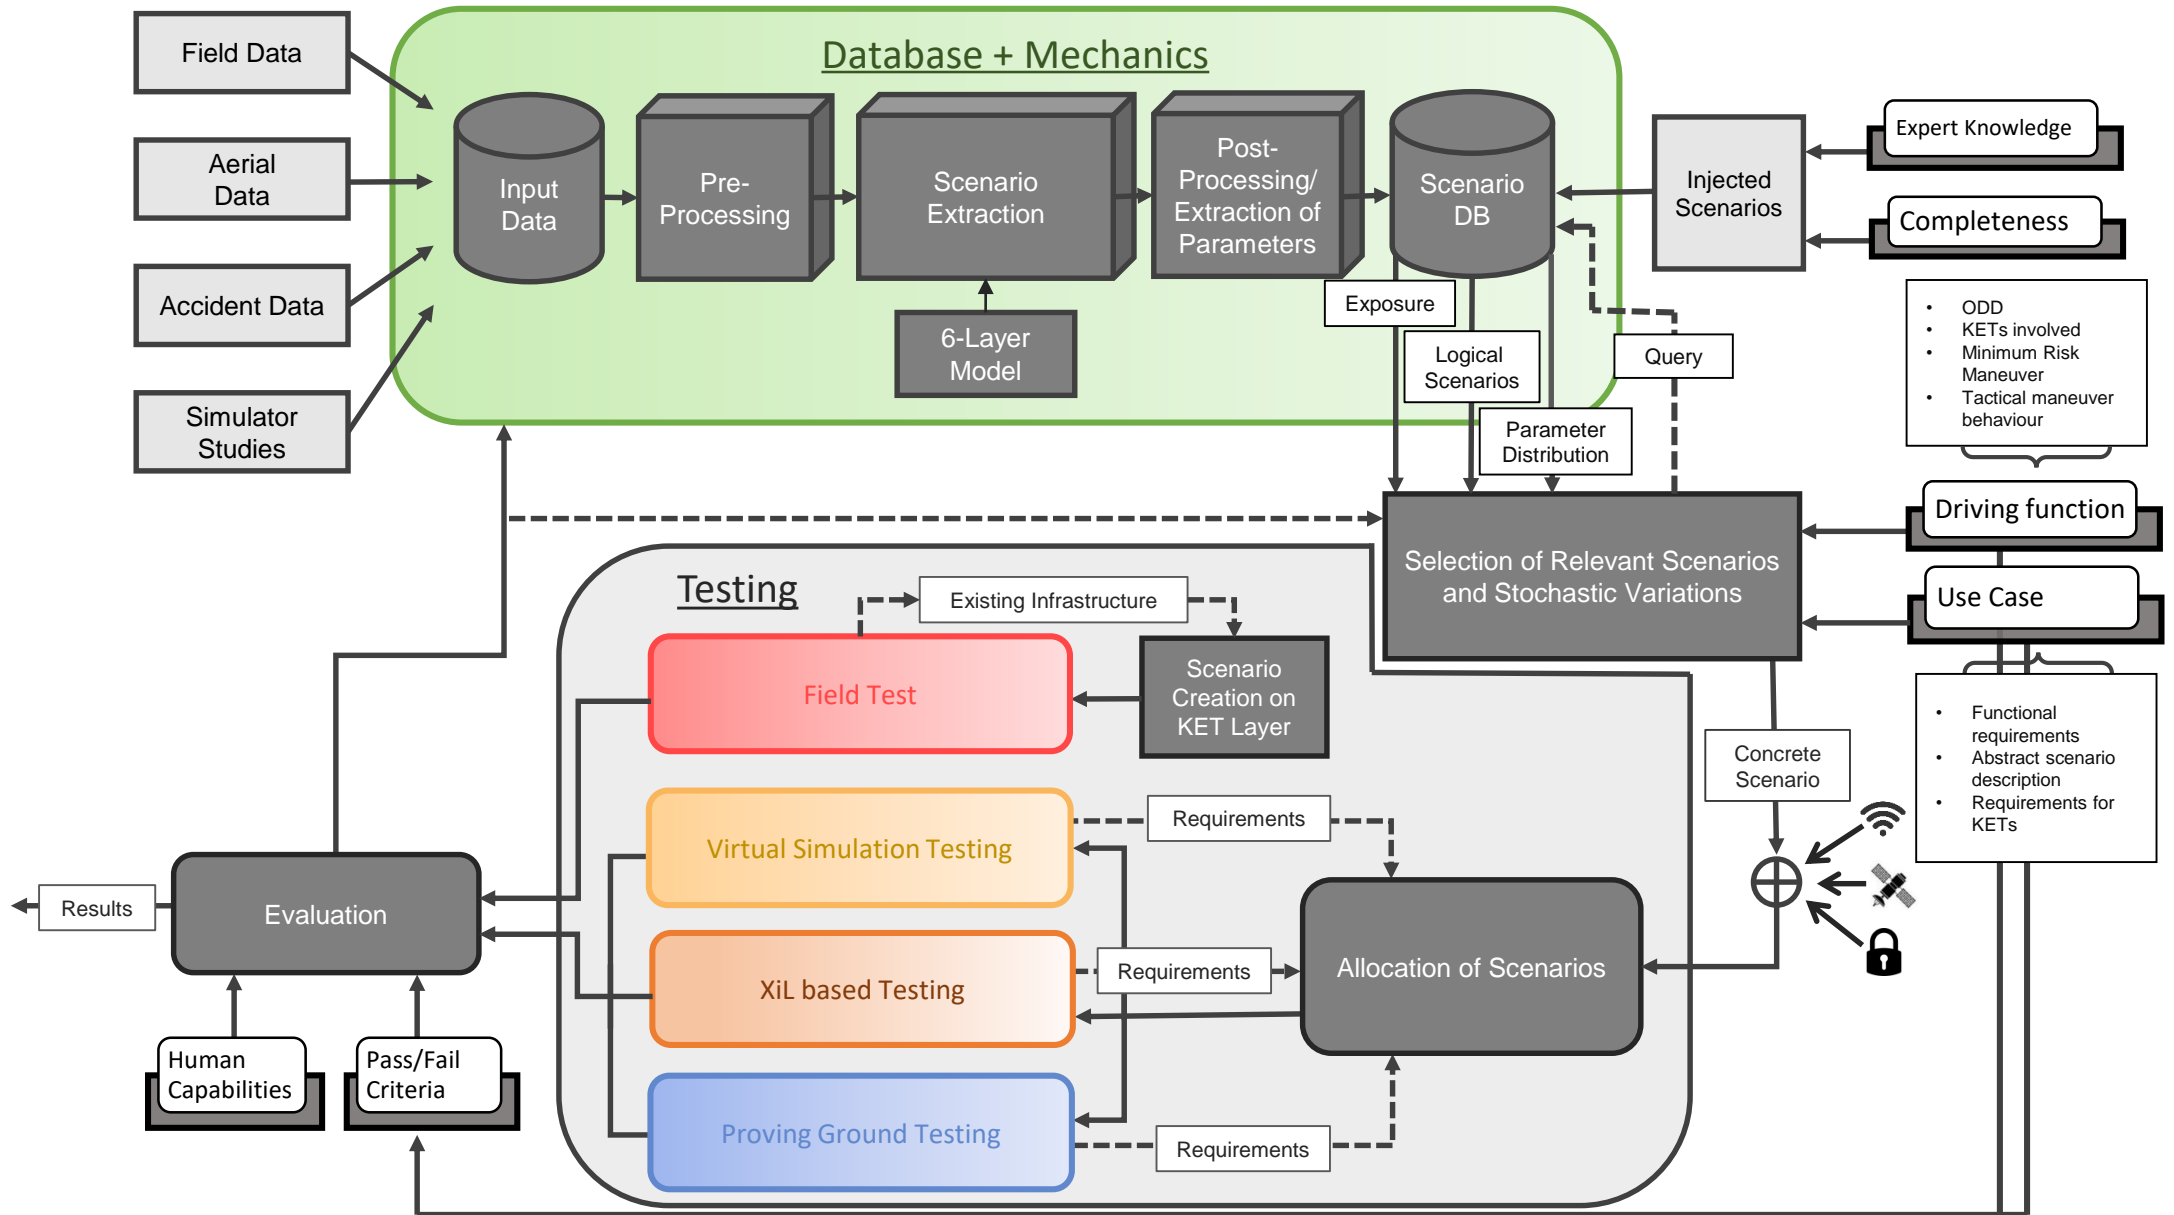 Field Data
Aerial
Data
Accident Data
Simulator
Studies
Database + Mechanics
Input
Data
Pre-
Processing
Scenario
Extraction
6-Layer
Model
Post-
Processing/
Extraction of
Parameters
Scenario
DB
Injected
Scenarios
Expert Knowledge
Completeness
Exposure
Logical
Scenarios
Parameter
Distribution
Query
• ODD
• KETs involved
• Minimum Risk
Maneuver
• Tactical maneuver
behaviour
Driving function
Use Case
• Functional
requirements
• Abstract scenario
description
• Requirements for
KETs
Selection of Relevant Scenarios
and Stochastic Variations
Concrete
Scenario
Testing
Existing Infrastructure
Field Test
Scenario
Creation on
KET Layer
Virtual Simulation Testing
Requirements
XiL based Testing
Requirements
Allocation of Scenarios
Proving Ground Testing
Requirements
Results
Evaluation
Human
Capabilities
Pass/Fail
Criteria